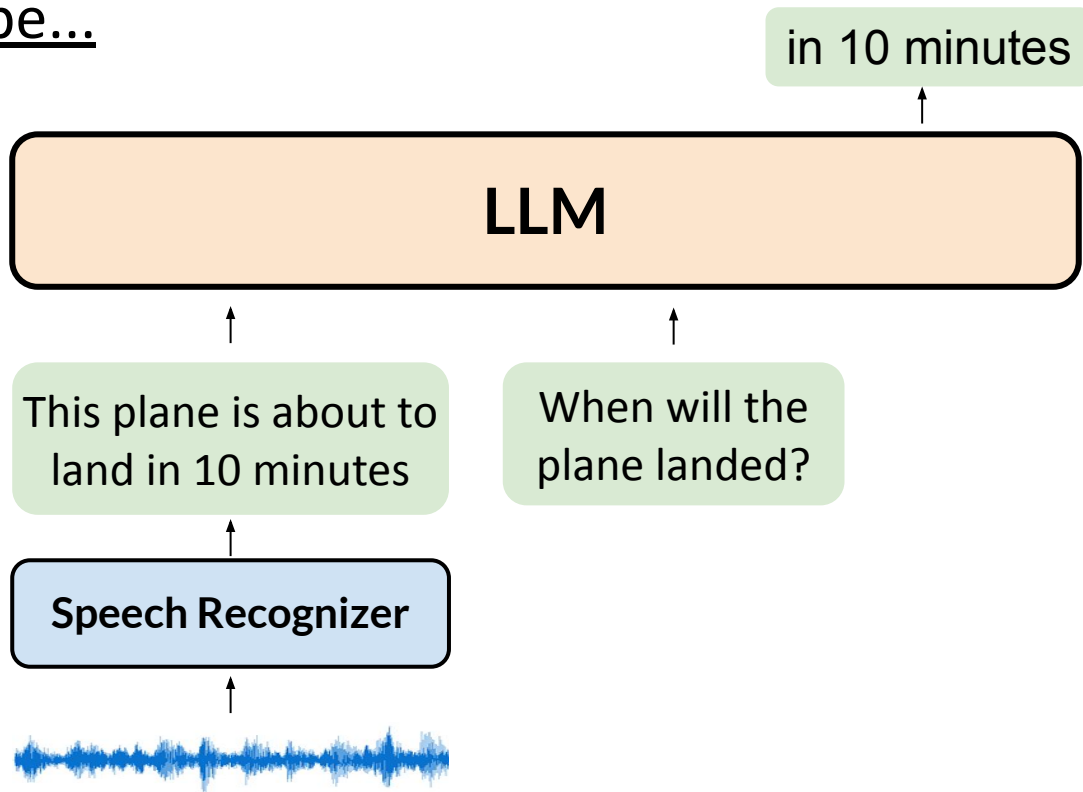 be...
in 10 minutes
LLM
This plane is about to
land in 10 minutes
When will the
plane landed?
Speech Recognizer